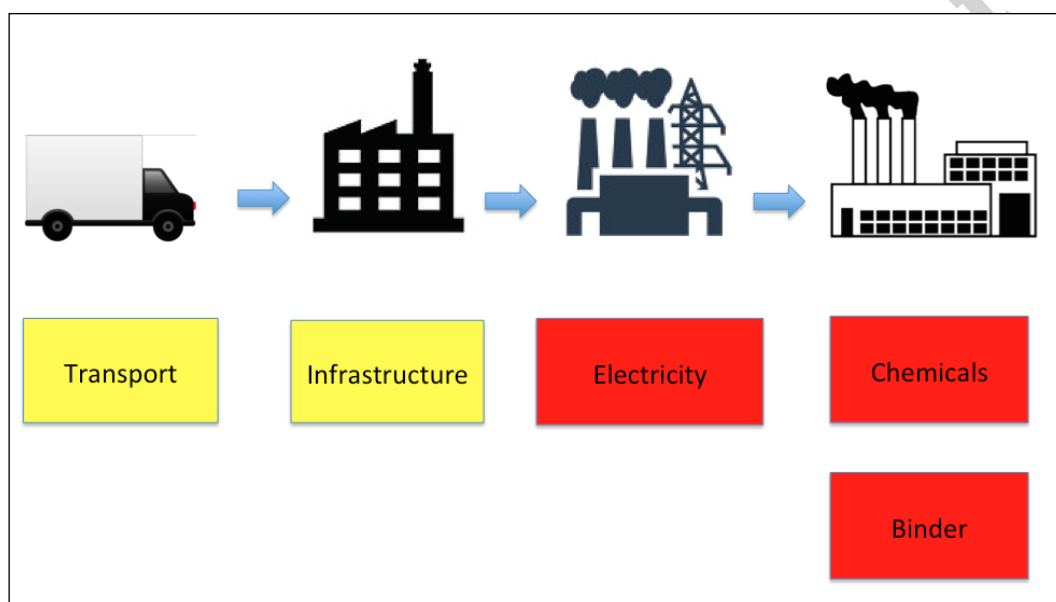 Transport
Infrastructure
Electricity
Chemicals
Binder